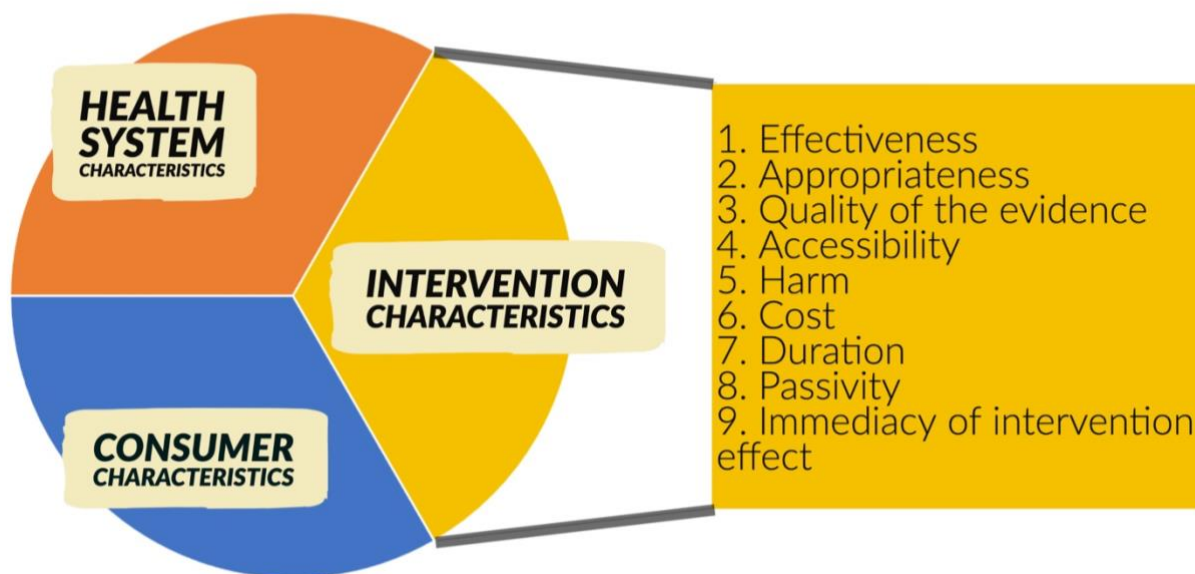 HEALTH
SYSTEM
CHARACTERISTICS
INTERVENTION
CHARACTERISTICS
CONSUMER
CHARACTERISTICS
1. Effectiveness
2. Appropriateness
3. Quality of the evidence
4. Accessibility
5. Harm
6. Cost
7. Duration
8. Passivity
9. Immediacy of intervention
effect